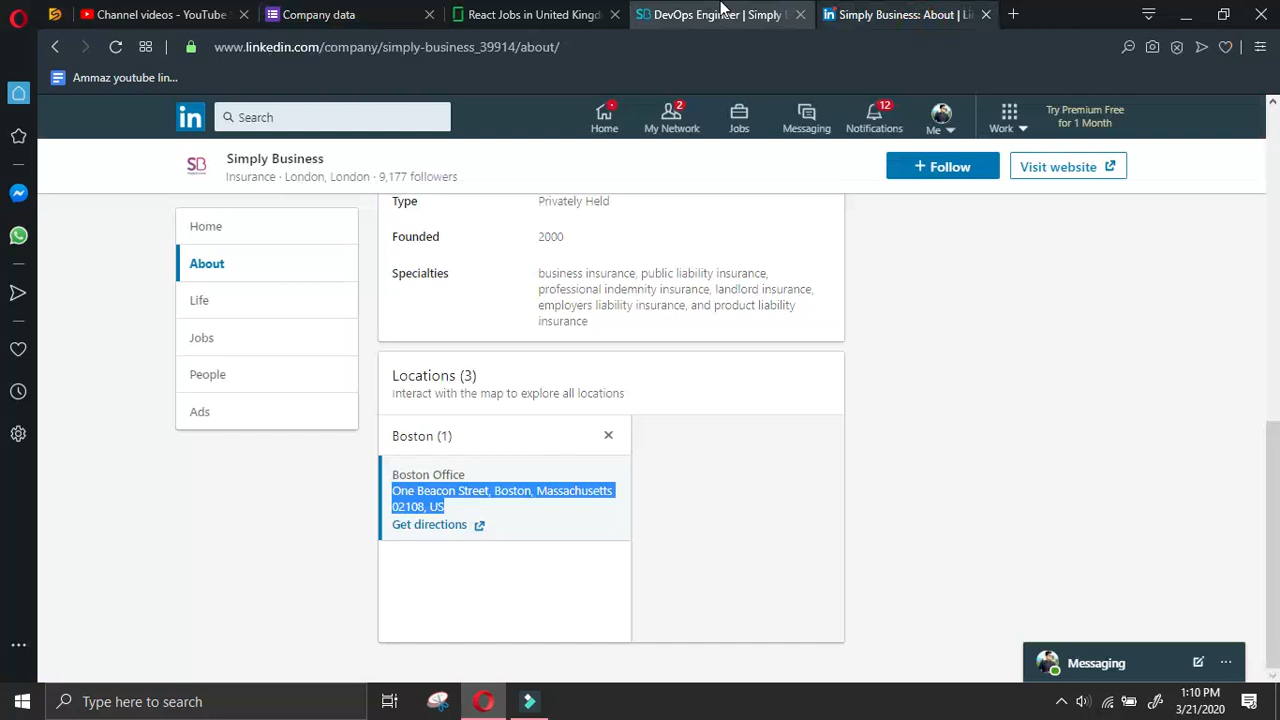 Channel videos - YouTube S
Company data
React Jobs in United Kingd
DevOps Engineer | Simply B
Simply Business: About | Li
www.linkedin.com/company/simply-business_39914/about/
Ammaz youtube lin...
in
Search
Home
2
My Network
Jobs
Messaging
12
Notifications
Me
Work
Try Premium Free
for 1 Month
SB
Simply Business
Insurance · London, London · 9,177 followers
+ Follow
Visit website
Home
About
Life
Jobs
People
Ads
Type
Privately Held
Founded
2000
Specialties
business insurance, public liability insurance,
professional indemnity insurance, landlord insurance,
employers liability insurance, and product liability
insurance
Locations (3)
Interact with the map to explore all locations
Boston (1)
Boston Office
One Beacon Street, Boston, Massachusetts
02108, US
Get directions
Messaging
Type here to search
1:10 PM
3/21/2020